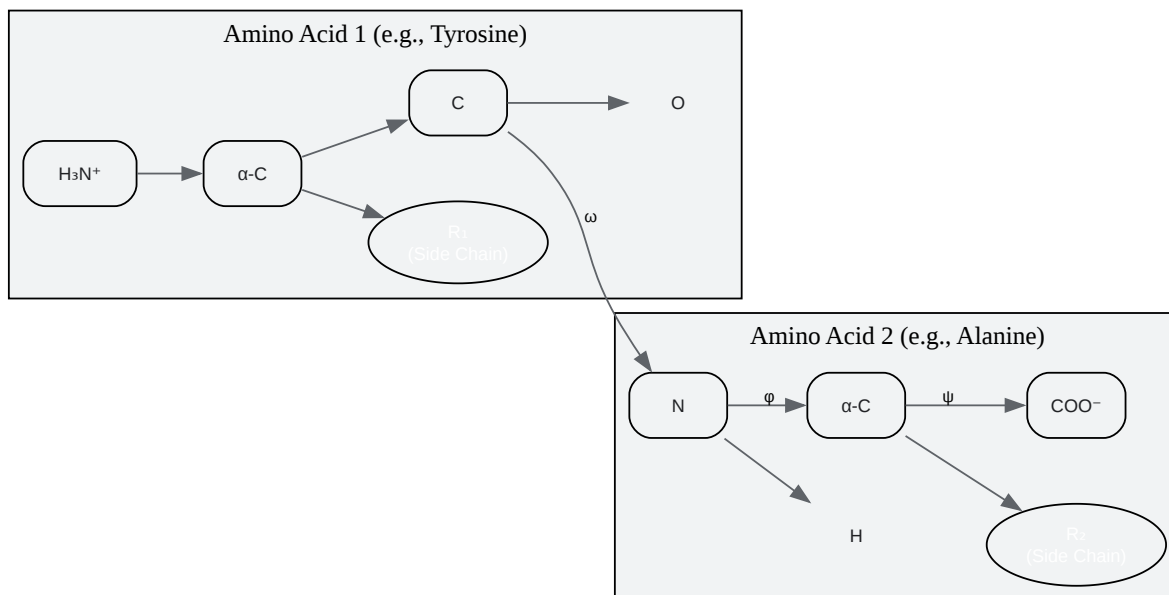 Amino Acid 1 (e.g., Tyrosine)
C
O
H₃N⁺
α-C
R₁
(Side Chain)
ω
Amino Acid 2 (e.g., Alanine)
N
φ
α-C
ψ
COO⁻
H
R₂
(Side Chain)